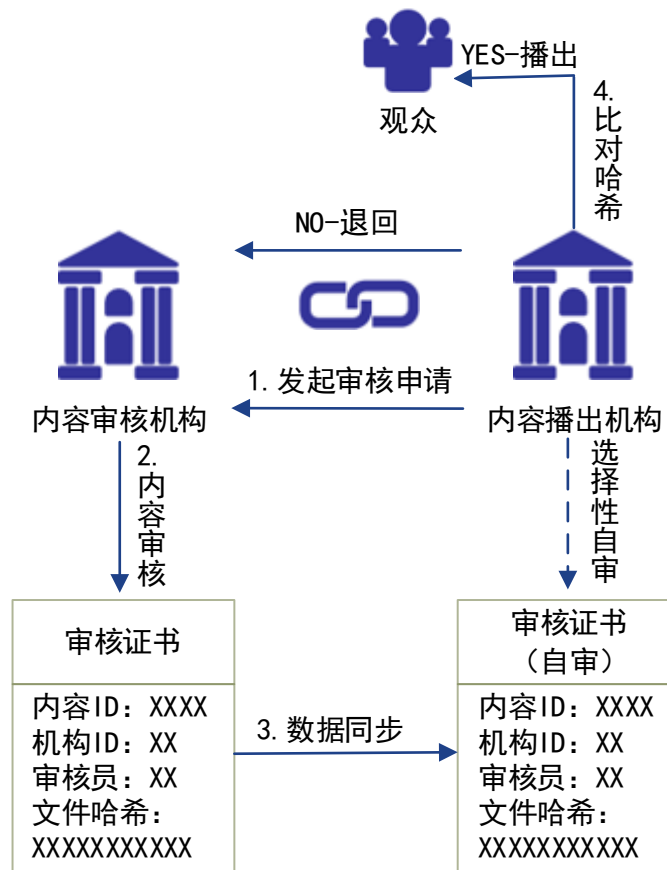 YES-播出
观众
4.比对哈希
NO-退回
1.发起审核申请
内容审核机构
内容播出机构
2.内容审核
选择性自审
审核证书
内容ID：XXXX
机构ID：XX
审核员：XX
文件哈希：
XXXXXXXXXXX
3.数据同步
审核证书
（自审）
内容ID：XXXX
机构ID：XX
审核员：XX
文件哈希：
XXXXXXXXXXX